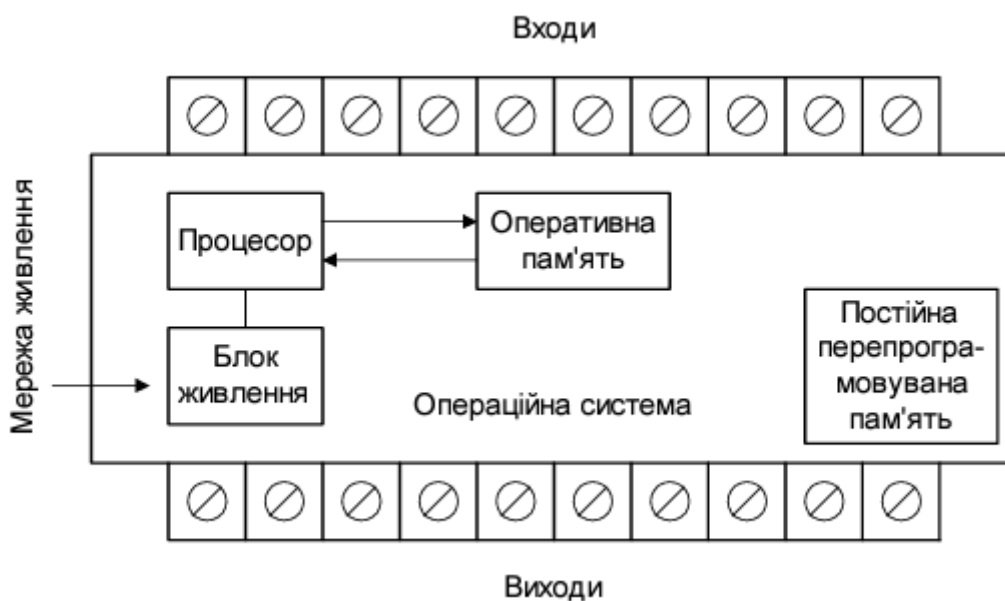 Входи
Мережа живлення
Процесор
Оперативна
пам'ять
Блок
живлення
Операційна система
Постійна
перепрогра-
мовувана
пам'ять
Виходи